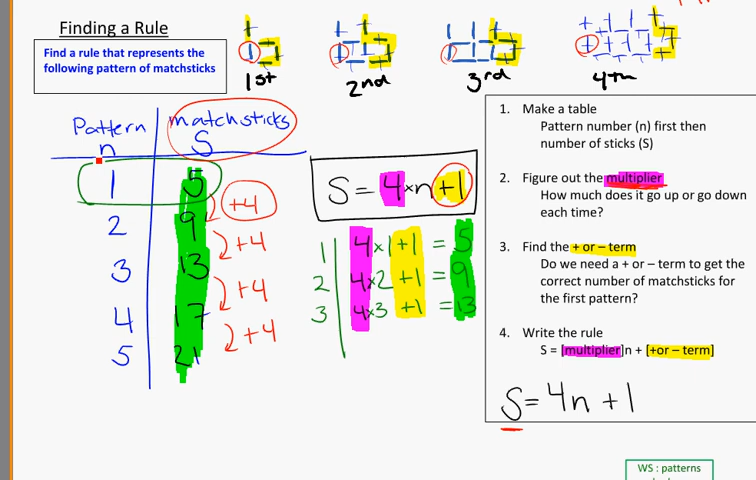 Finding a Rule
Find a rule that represents the
following pattern of matchsticks
1st
2nd
3rd
4th
Pattern
n
matchsticks
S
1 5
2 9
3 13
4 17
5 21
+4
+4
+4
+4
S = 4×n+1
1 4×1+1 = 5
2 4×2 +1 = 9
3 4×3 +1 = 13
1. Make a table
Pattern number (n) first then
number of sticks (S)
2. Figure out the multiplier
How much does it go up or go down
each time?
3. Find the + or – term
Do we need a + or – term to get the
correct number of matchsticks for
the first pattern?
4. Write the rule
S = [multiplier]n + [+or – term]
S = 4n + 1
WS : patterns